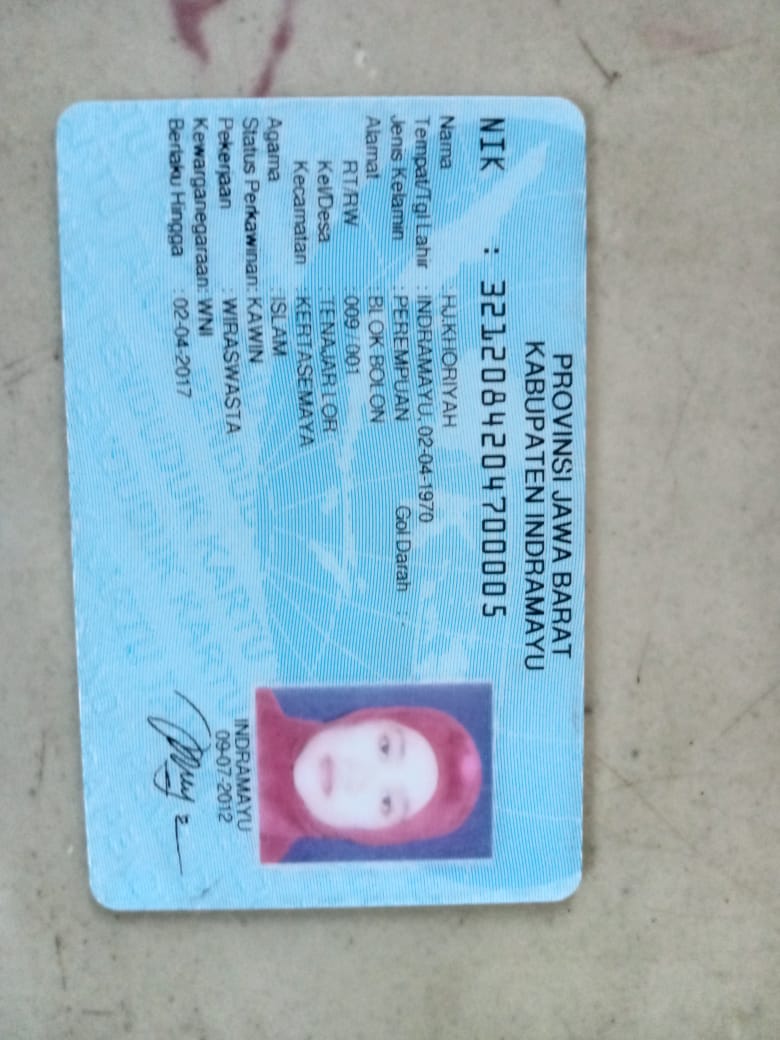 PROVINSI JAWA BARAT
KABUPATEN INDRAMAYU
NIK : 3212084204700005
Nama : HJ.KHORIYAH
Tempat/Tgl Lahir : INDRAMAYU, 02-04-1970
Jenis Kelamin : PEREMPUAN Gol Darah : -
Alamat : BLOK BOLON
RT/RW : 009 / 001
Kel/Desa : TENAJAR LOR
Kecamatan : KERTASEMAYA
Agama : ISLAM
Status Perkawinan : KAWIN
Pekerjaan : WIRASWASTA
Kewarganegaraan : WNI
Berlaku Hingga : 02-04-2017
INDRAMAYU
09-07-2012